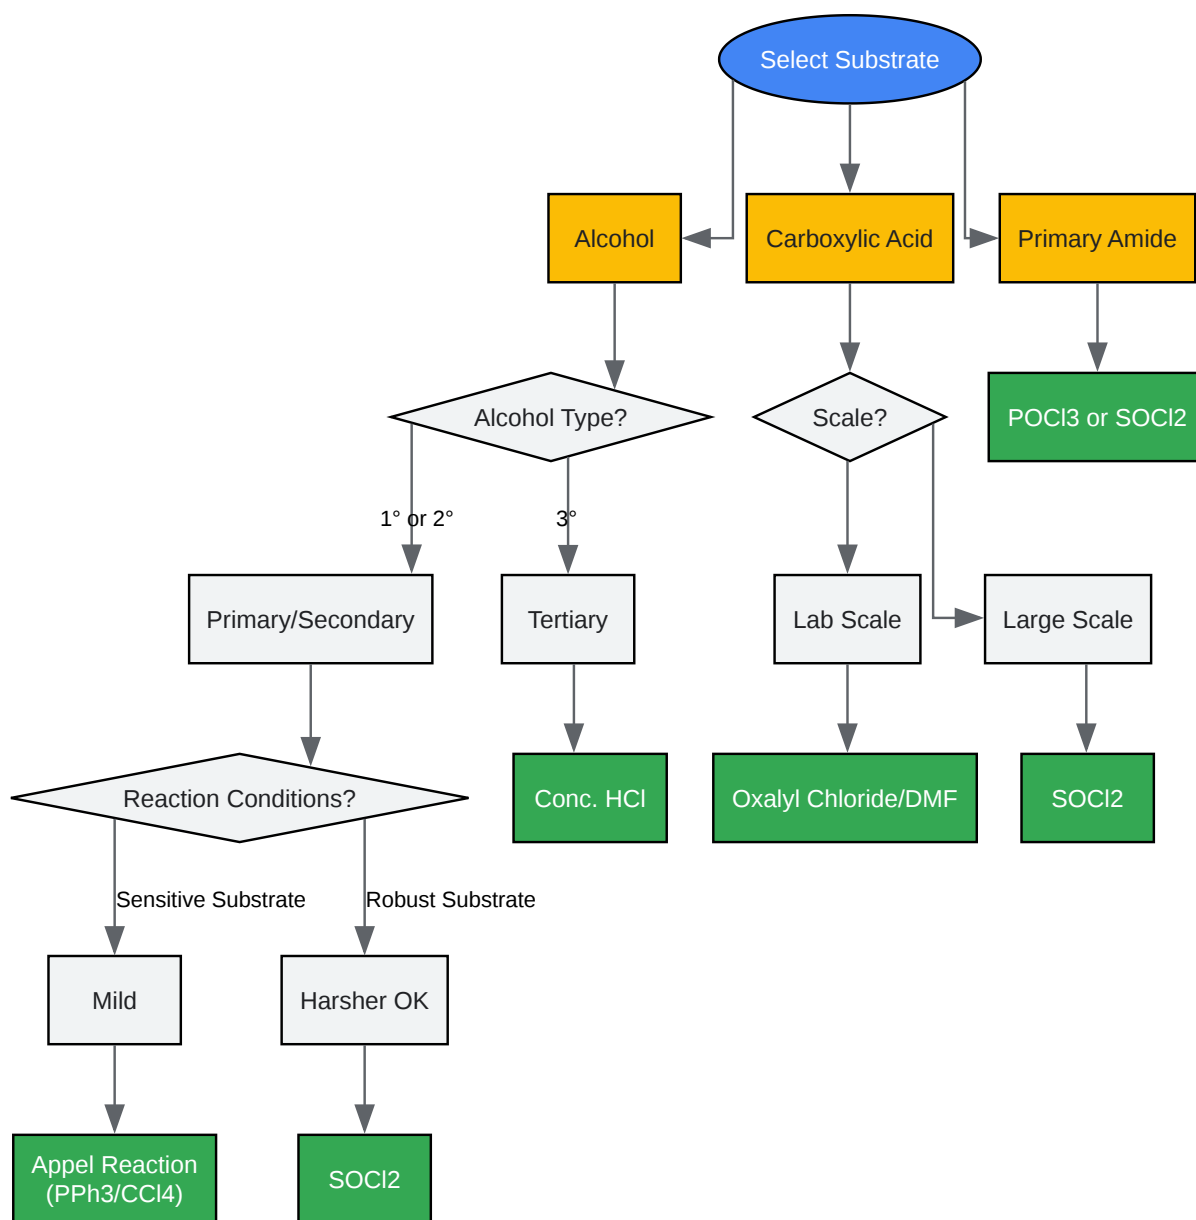 Select Substrate
Alcohol
Carboxylic Acid
Primary Amide
Alcohol Type?
Scale?
POCl3 or SOCl2
1° or 2°
3°
Primary/Secondary
Tertiary
Lab Scale
Large Scale
Reaction Conditions?
Conc. HCl
Oxalyl Chloride/DMF
SOCl2
Sensitive Substrate
Robust Substrate
Mild
Harsher OK
Appel Reaction
(PPh3/CCl4)
SOCl2